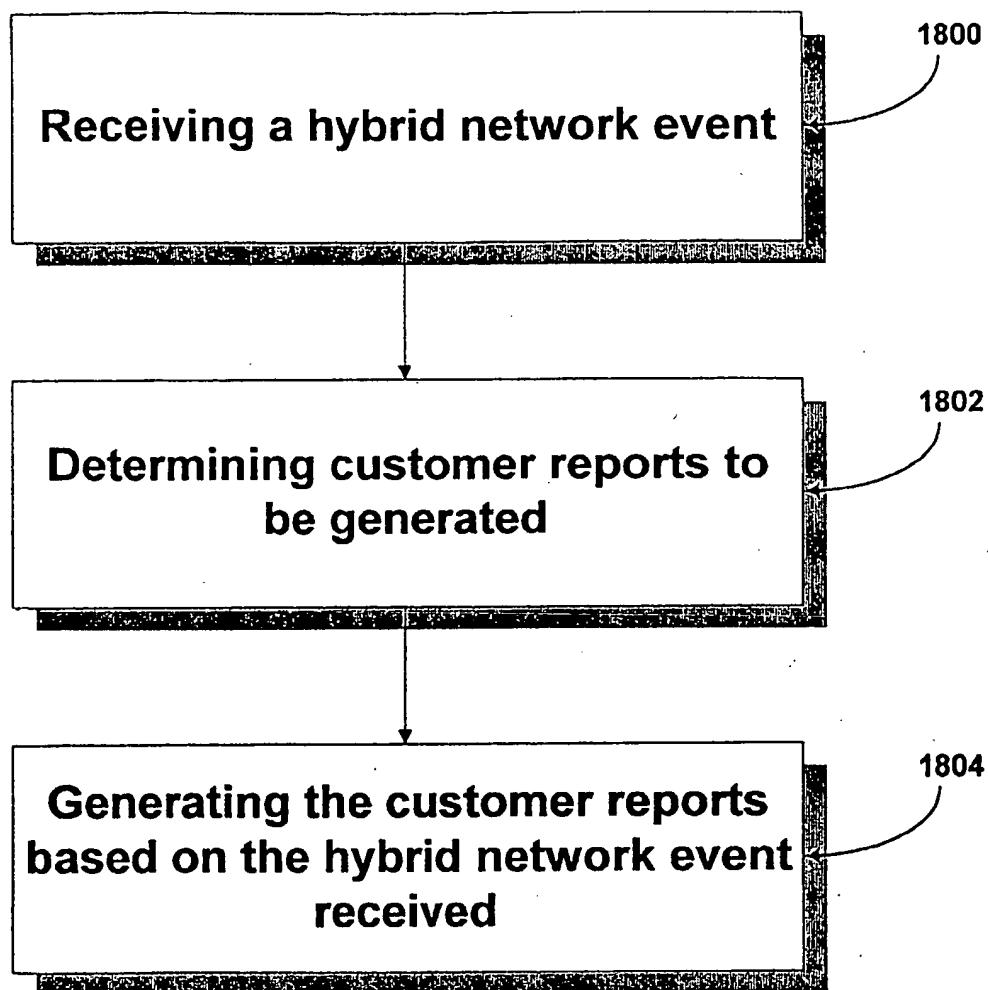 1800
Receiving a hybrid network event
1802
Determining customer reports to
be generated
1804
Generating the customer reports
based on the hybrid network event
received